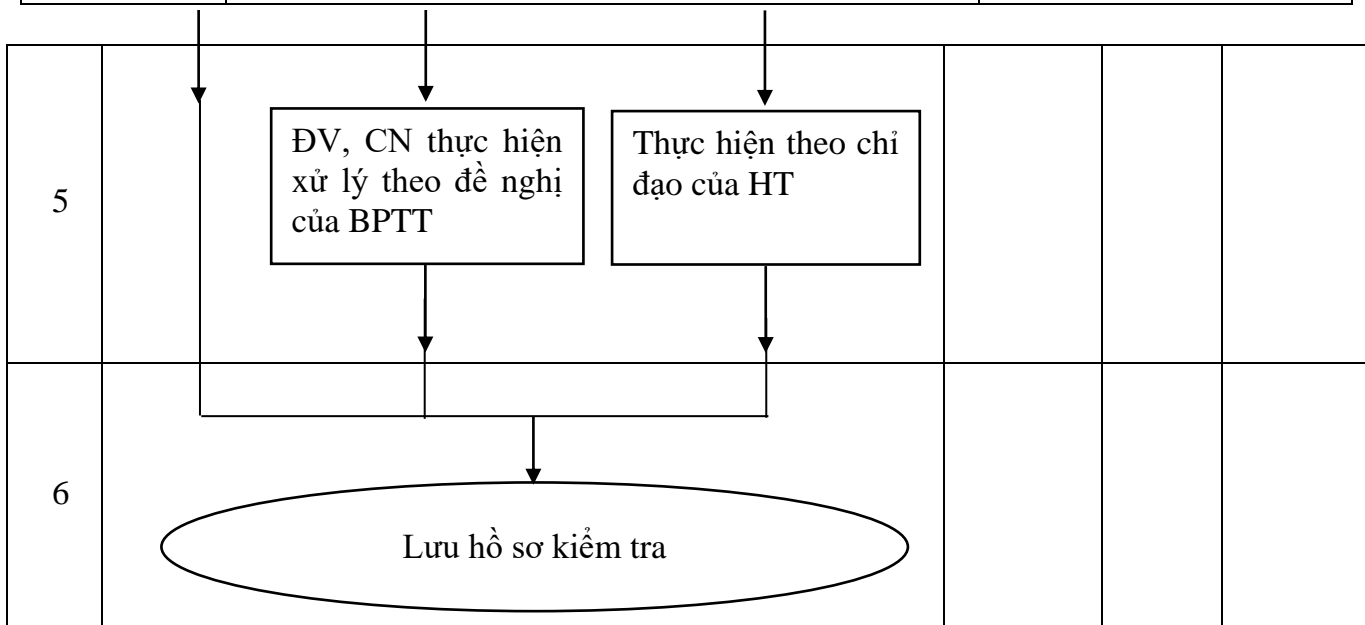 5
ĐV, CN thực hiện
xử lý theo đề nghị
của BPTT
Thực hiện theo chỉ
đạo của HT
6
Lưu hồ sơ kiểm tra